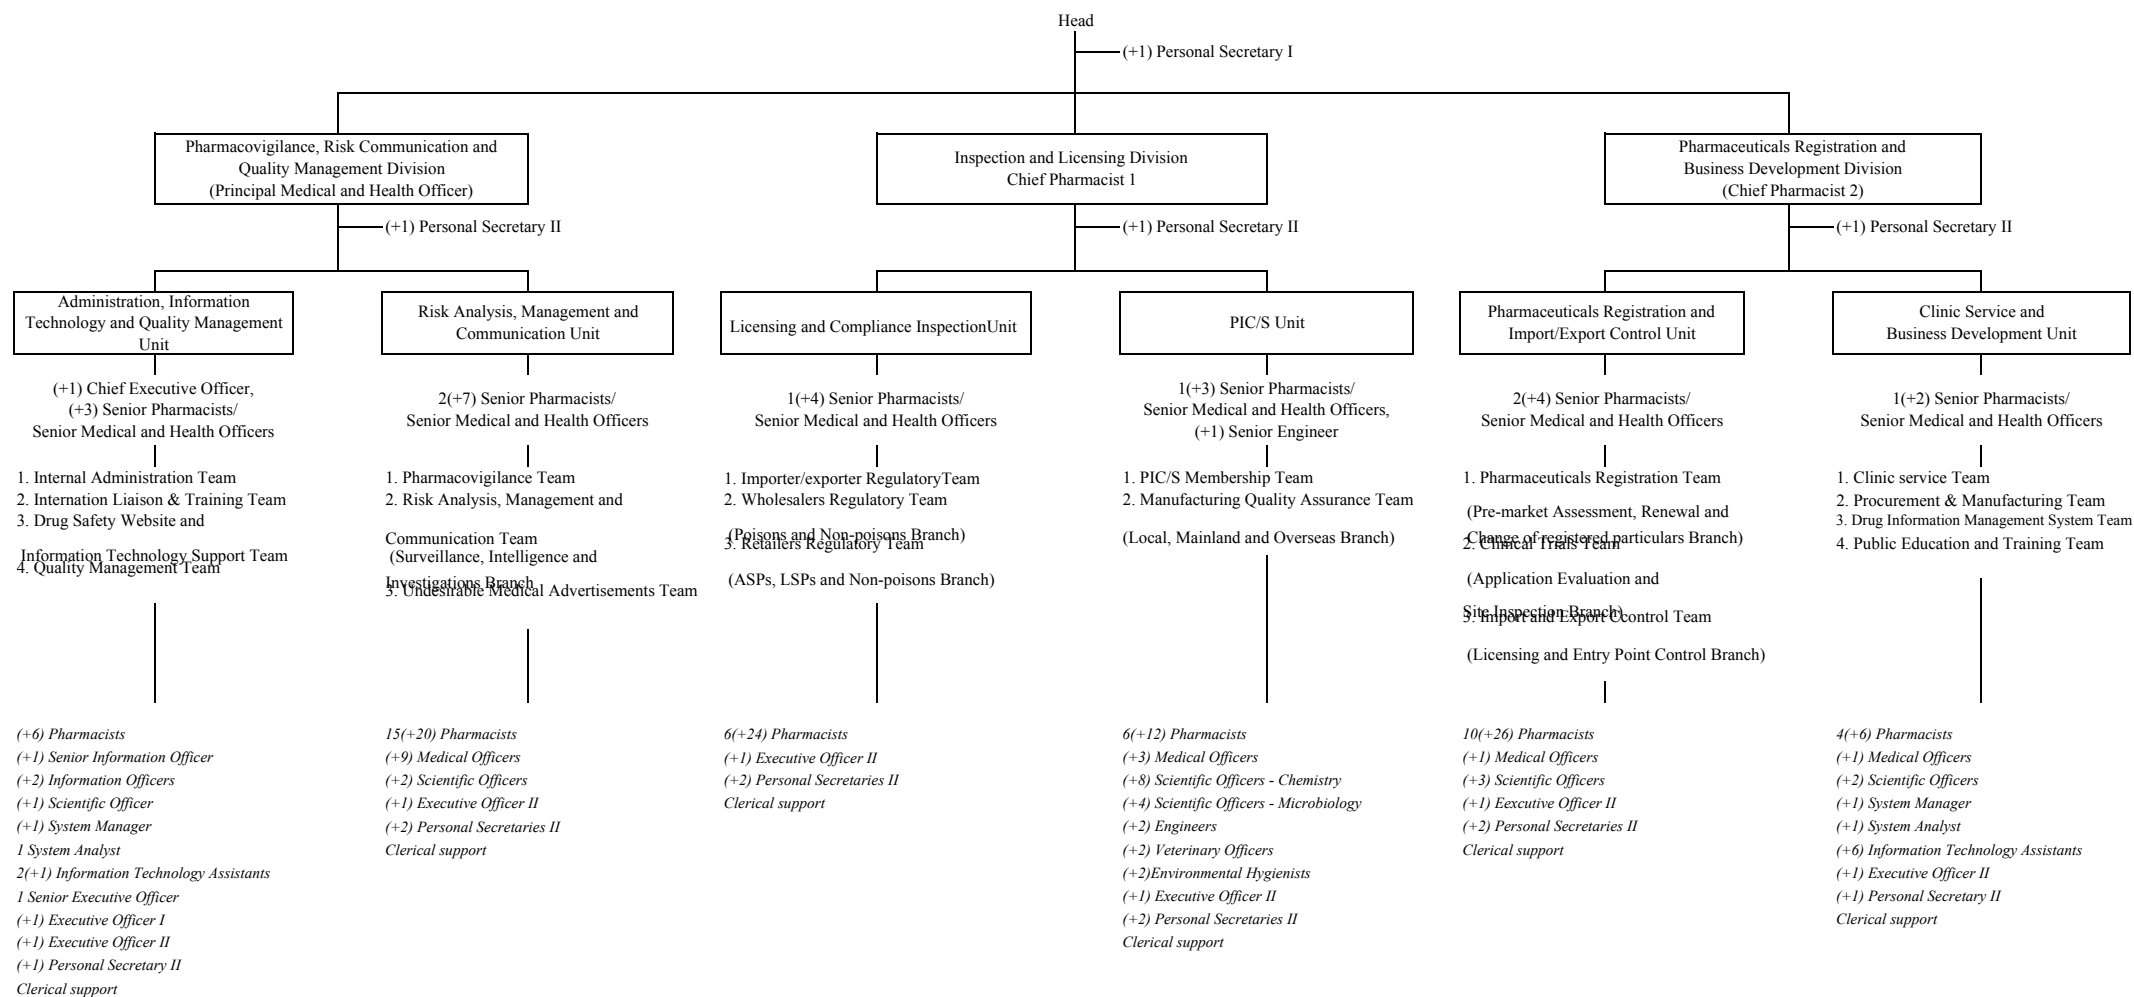 Head
(+1) Personal Secretary I
Pharmacovigilance, Risk Communication and
Quality Management Division
(Principal Medical and Health Officer)
(+1) Personal Secretary II
Inspection and Licensing Division
Chief Pharmacist 1
(+1) Personal Secretary II
Pharmaceuticals Registration and
Business Development Division
(Chief Pharmacist 2)
(+1) Personal Secretary II
Administration, Information
Technology and Quality Management
Unit
(+1) Chief Executive Officer,
(+3) Senior Pharmacists/
Senior Medical and Health Officers
1. Internal Administration Team
2. Internation Liaison & Training Team
3. Drug Safety Website and
Information Technology Support Team
4. Quality Management Team
(+6) Pharmacists
(+1) Senior Information Officer
(+2) Information Officers
(+1) Scientific Officer
(+1) System Manager
1 System Analyst
2(+1) Information Technology Assistants
1 Senior Executive Officer
(+1) Executive Officer I
(+1) Executive Officer II
(+1) Personal Secretary II
Clerical support
Risk Analysis, Management and
Communication Unit
2(+7) Senior Pharmacists/
Senior Medical and Health Officers
1. Pharmacovigilance Team
2. Risk Analysis, Management and
Communication Team
(Surveillance, Intelligence and
Investigations Branch
3. Undesirable Medical Advertisements Team
15(+20) Pharmacists
(+9) Medical Officers
(+2) Scientific Officers
(+1) Executive Officer II
(+2) Personal Secretaries II
Clerical support
Licensing and Compliance InspectionUnit
1(+4) Senior Pharmacists/
Senior Medical and Health Officers
1. Importer/exporter RegulatoryTeam
2. Wholesalers Regulatory Team
(Poisons and Non-poisons Branch)
3. Retailers Regulatory Team
(ASPs, LSPs and Non-poisons Branch)
6(+24) Pharmacists
(+1) Executive Officer II
(+2) Personal Secretaries II
Clerical support
PIC/S Unit
1(+3) Senior Pharmacists/
Senior Medical and Health Officers,
(+1) Senior Engineer
1. PIC/S Membership Team
2. Manufacturing Quality Assurance Team
(Local, Mainland and Overseas Branch)
6(+12) Pharmacists
(+3) Medical Officers
(+8) Scientific Officers - Chemistry
(+4) Scientific Officers - Microbiology
(+2) Engineers
(+2) Veterinary Officers
(+2)Environmental Hygienists
(+1) Executive Officer II
(+2) Personal Secretaries II
Clerical support
Pharmaceuticals Registration and
Import/Export Control Unit
2(+4) Senior Pharmacists/
Senior Medical and Health Officers
1. Pharmaceuticals Registration Team
(Pre-market Assessment, Renewal and
Change of registered particulars Branch)
2. Clinical Trials Team
(Application Evaluation and
Site Inspection Branch)
3. Import and Export Ccontrol Team
(Licensing and Entry Point Control Branch)
10(+26) Pharmacists
(+1) Medical Officers
(+3) Scientific Officers
(+1) Eexcutive Officer II
(+2) Personal Secretaries II
Clerical support
Clinic Service and
Business Development Unit
1(+2) Senior Pharmacists/
Senior Medical and Health Officers
1. Clinic service Team
2. Procurement & Manufacturing Team
3. Drug Information Management System Team
4. Public Education and Training Team
4(+6) Pharmacists
(+1) Medical Officers
(+2) Scientific Officers
(+1) System Manager
(+1) System Analyst
(+6) Information Technology Assistants
(+1) Executive Officer II
(+1) Personal Secretary II
Clerical support